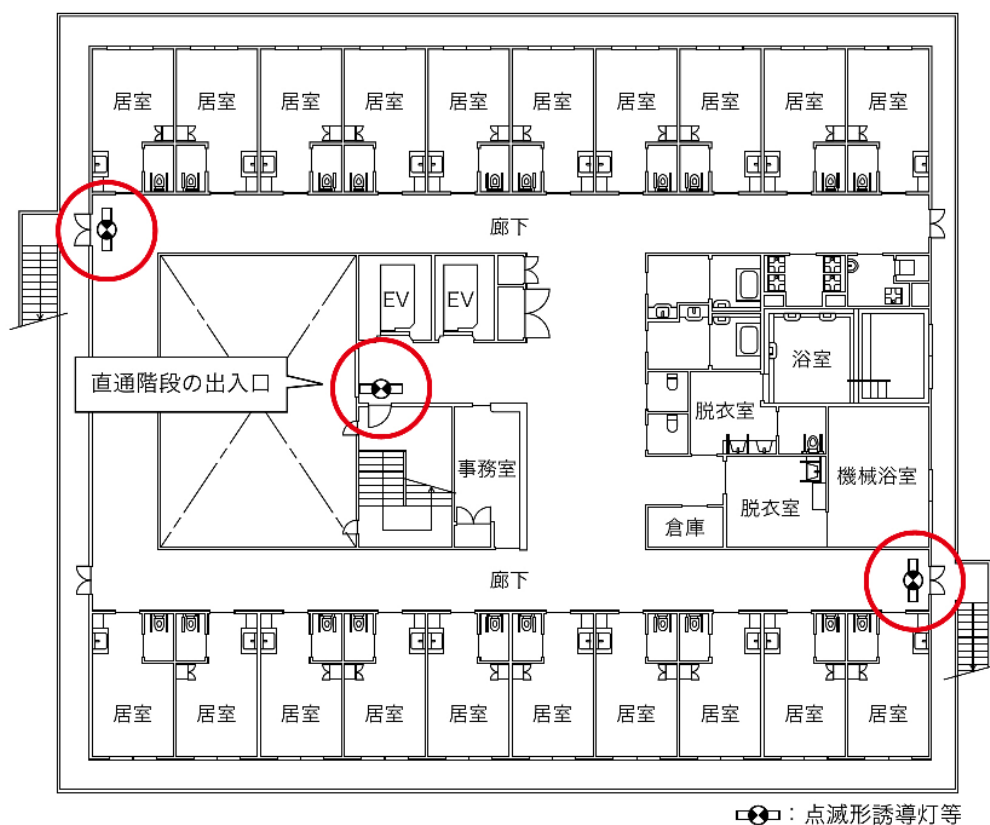 居室 居室 居室 居室 居室 居室 居室 居室 居室 居室
廊下
EV EV
直通階段の出入口
浴室
脱衣室
事務室
機械浴室
脱衣室
倉庫
廊下
居室 居室 居室 居室 居室 居室 居室 居室 居室 居室
:点滅形誘導灯等